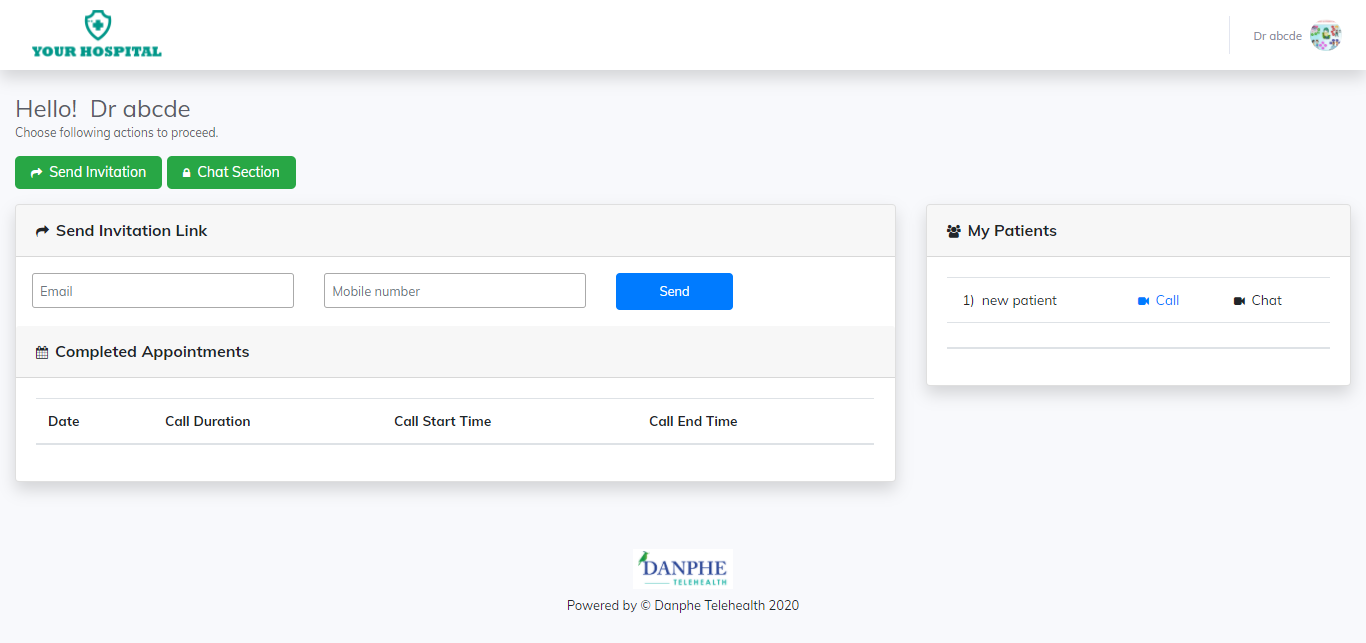 YOUR HOSPITAL
Dr abcde
Hello! Dr abcde
Choose following actions to proceed.
Send Invitation
Chat Section
Send Invitation Link
Email
Mobile number
Send
Completed Appointments
Date Call Duration Call Start Time Call End Time
My Patients
1) new patient Call Chat
DANPHE
TELEHEALTH
Powered by © Danphe Telehealth 2020